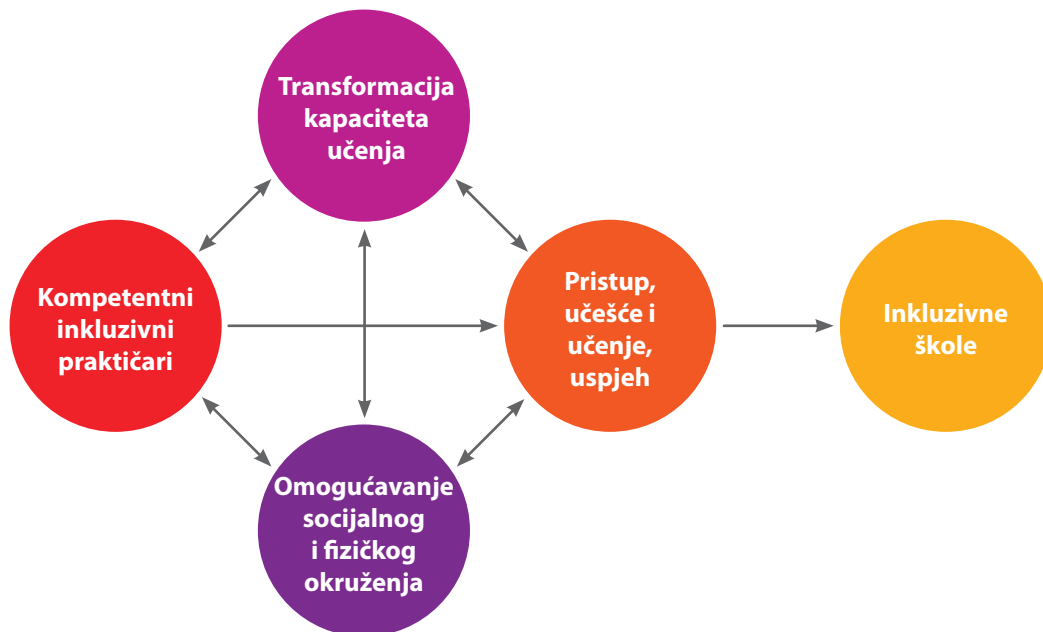 Transformacija
kapaciteta
učenja
Kompetentni
inkluzivni
praktičari
Pristup,
učešće i
učenje,
uspjeh
Inkluzivne
škole
Omogućavanje
socijalnog
i fizičkog
okruženja